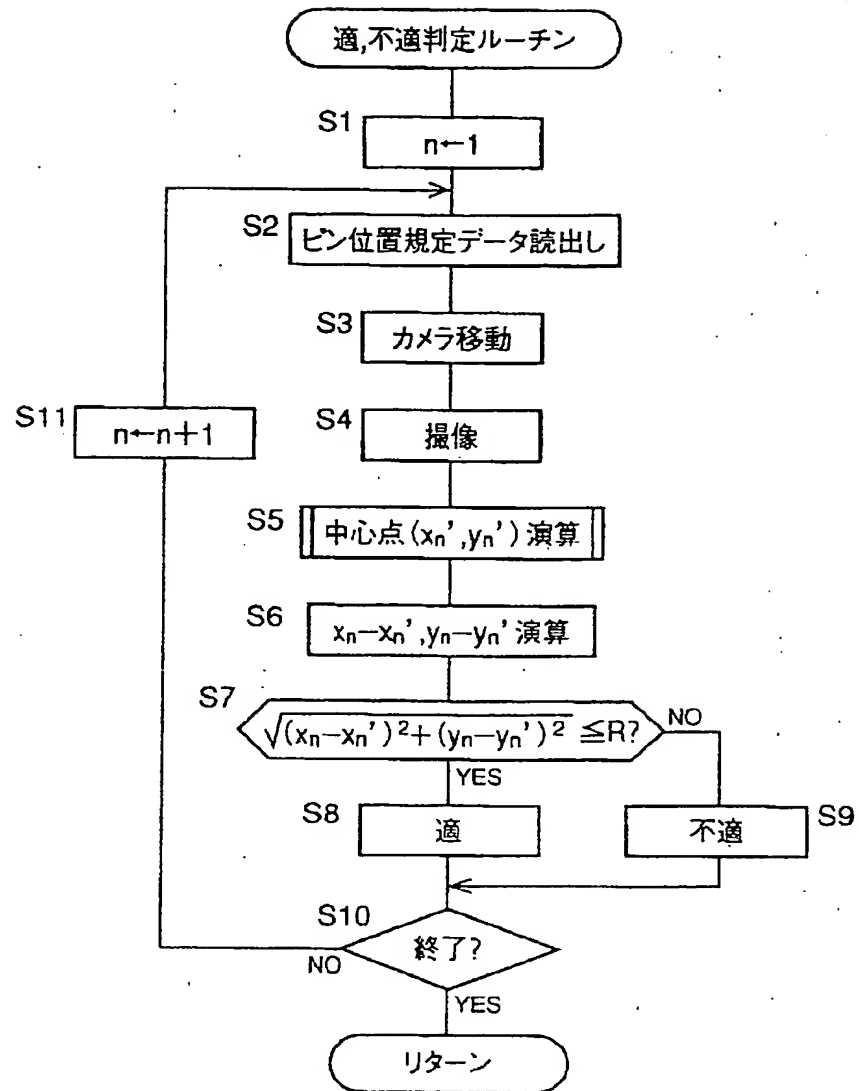 適,不適判定ルーチン
S1
n←1
S2
ピン位置規定データ読出し
S3
カメラ移動
S11
n←n+1
S4
撮像
S5
中心点(xn',yn')演算
S6
xn−xn',yn−yn'演算
S7
√(xn−xn')²+(yn−yn')² ≦R?
NO
YES
S8
適
不適
S9
S10
終了?
NO
YES
リターン